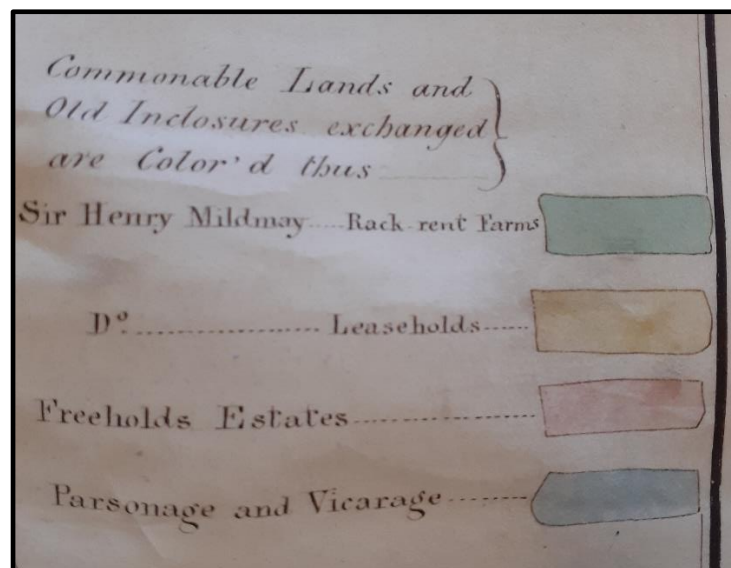 Commonable Lands and
Old Inclosures exchanged
are Color'd thus
Sir Henry Mildmay ..... Rack rent Farms
Dº ..................... Leaseholds ......
Freeholds Estates .....................
Parsonage and Vicarage .........